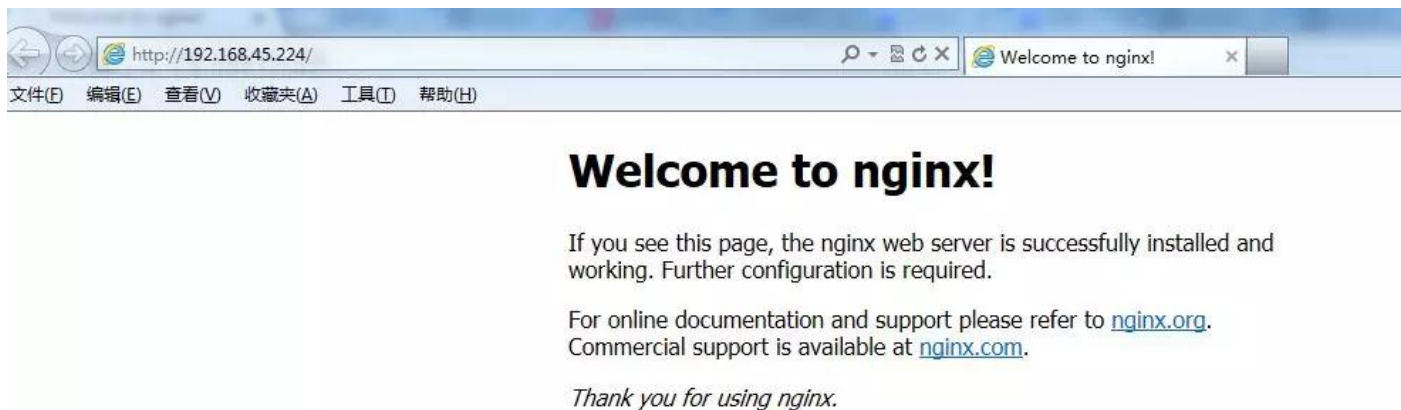 http://192.168.45.224/
Welcome to nginx!
文件(F) 编辑(E) 查看(V) 收藏夹(A) 工具(T) 帮助(H)
Welcome to nginx!
If you see this page, the nginx web server is successfully installed and
working. Further configuration is required.
For online documentation and support please refer to nginx.org.
Commercial support is available at nginx.com.
Thank you for using nginx.